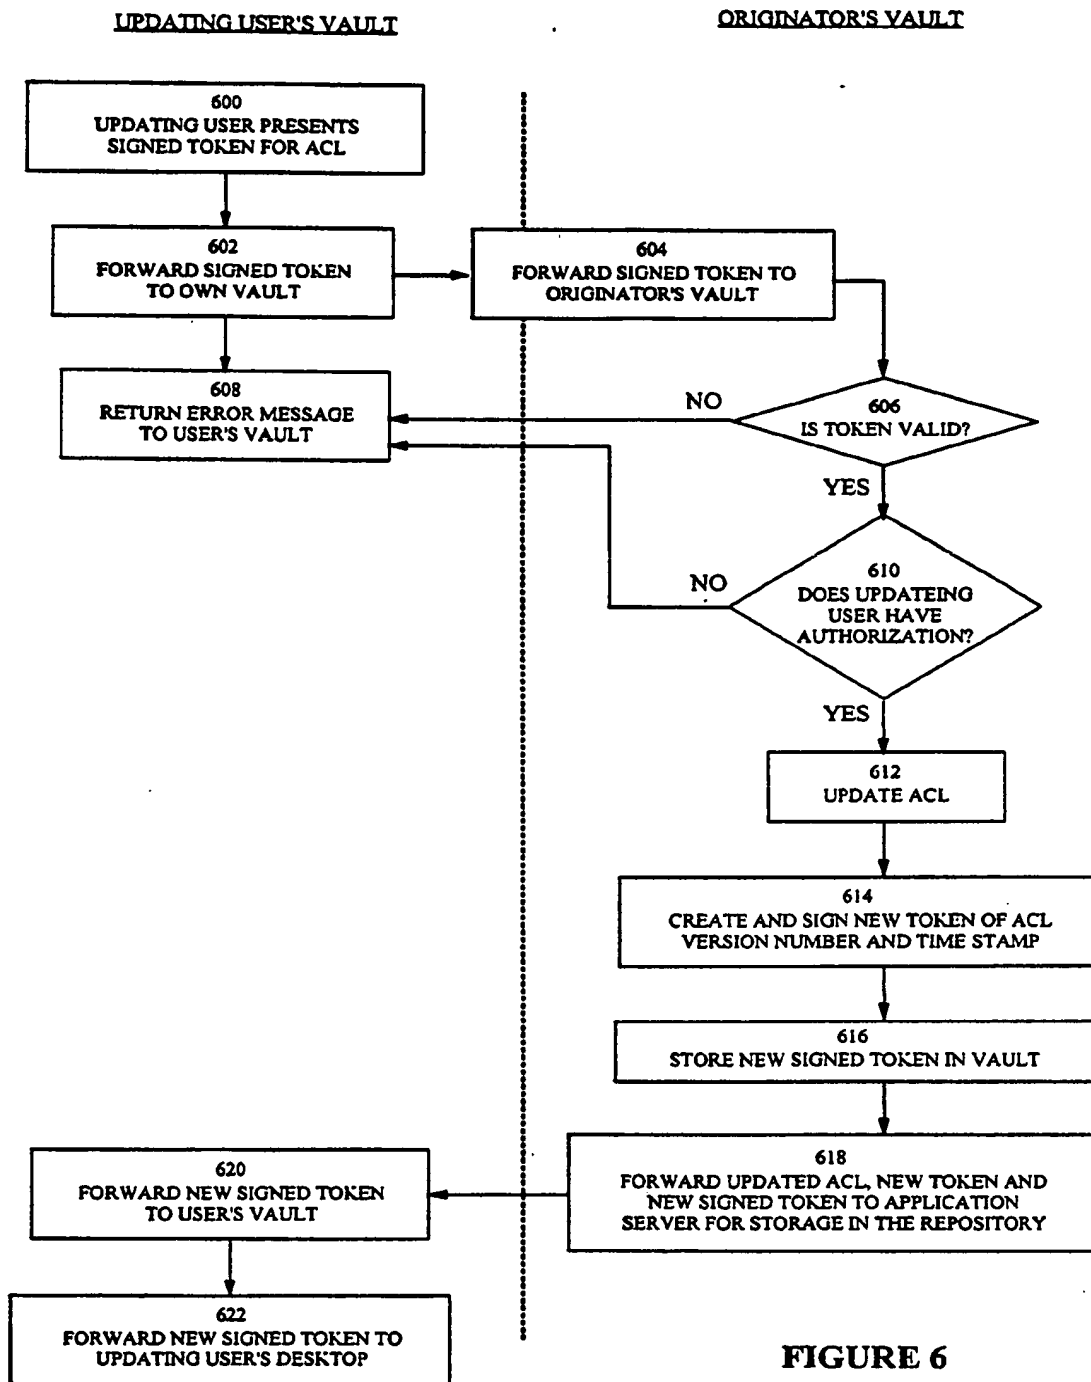 UPDATING USER'S VAULT
ORIGINATOR'S VAULT
600
UPDATING USER PRESENTS
SIGNED TOKEN FOR ACL
602
FORWARD SIGNED TOKEN
TO OWN VAULT
604
FORWARD SIGNED TOKEN TO
ORIGINATOR'S VAULT
608
RETURN ERROR MESSAGE
TO USER'S VAULT
NO
606
IS TOKEN VALID?
YES
NO
610
DOES UPDATEING
USER HAVE
AUTHORIZATION?
YES
612
UPDATE ACL
614
CREATE AND SIGN NEW TOKEN OF ACL
VERSION NUMBER AND TIME STAMP
616
STORE NEW SIGNED TOKEN IN VAULT
618
FORWARD UPDATED ACL, NEW TOKEN AND
NEW SIGNED TOKEN TO APPLICATION
SERVER FOR STORAGE IN THE REPOSITORY
620
FORWARD NEW SIGNED TOKEN
TO USER'S VAULT
622
FORWARD NEW SIGNED TOKEN TO
UPDATING USER'S DESKTOP
FIGURE 6